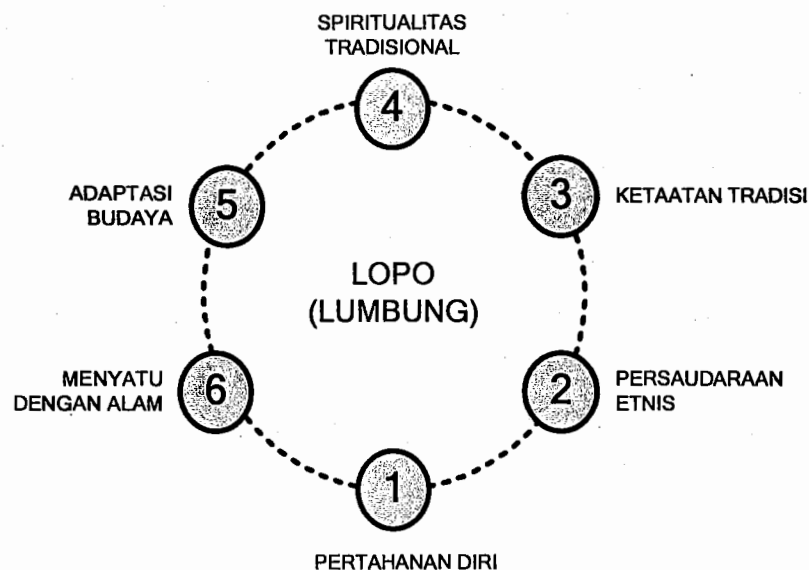 SPIRITUALITAS
TRADISIONAL
4
ADAPTASI
BUDAYA
5
3
KETAATAN TRADISI
LOPO
(LUMBUNG)
MENYATU
DENGAN ALAM
6
2
PERSAUDARAAN
ETNIS
1
PERTAHANAN DIRI